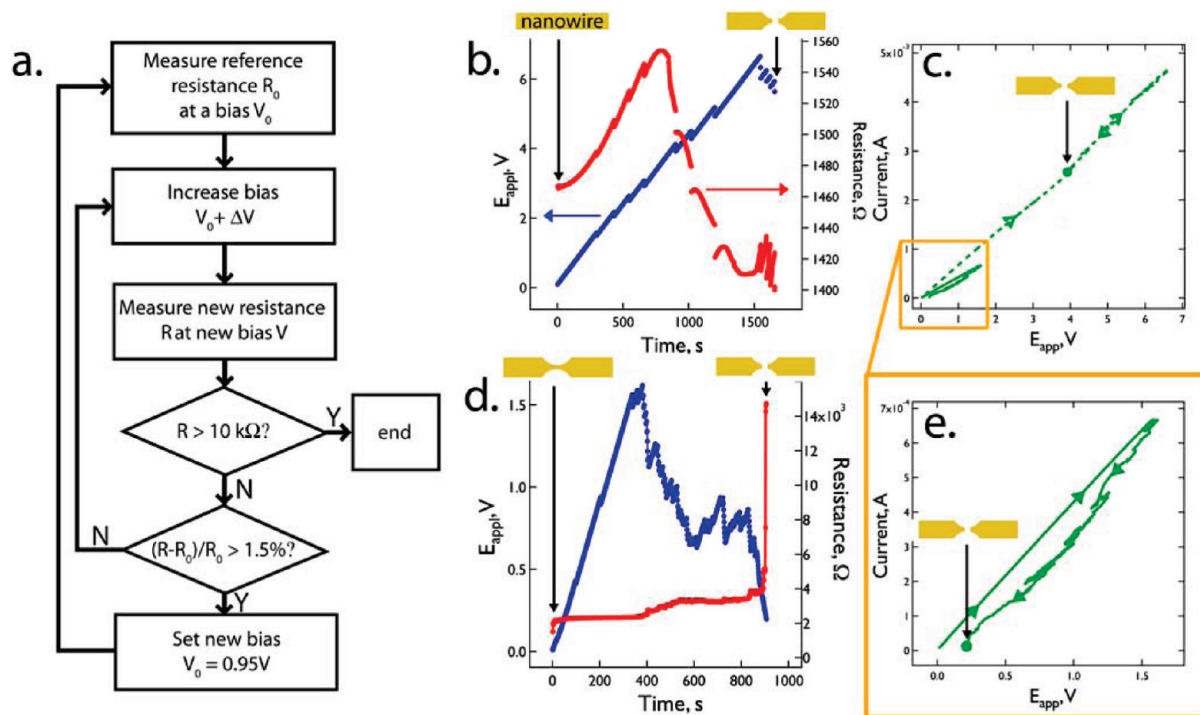 a.
Measure reference
resistance R₀
at a bias V₀
Increase bias
V₀ + ΔV
Measure new resistance
R at new bias V
R > 10 kΩ?
Y
end
N
N
(R-R₀)/R₀ > 1.5%?
Y
Set new bias
V₀ = 0.95V
nanowire
b.
6
4
2
0
E_appl, V
1560
1540
1520
1500
1480
1460
1440
1420
1400
Resistance, Ω
0
500
1000
1500
Time, s
c.
5x10⁻³
4
3
2
1
0
Current, A
0
1
2
3
4
5
6
7
E_app, V
d.
1.5
1.0
0.5
0.0
E_appl, V
14x10³
12
10
8
6
4
2
0
Resistance, Ω
0
200
400
600
800
1000
Time, s
e.
7x10⁻⁴
6
5
4
3
2
1
0
Current, A
0.0
0.5
1.0
1.5
E_app, V